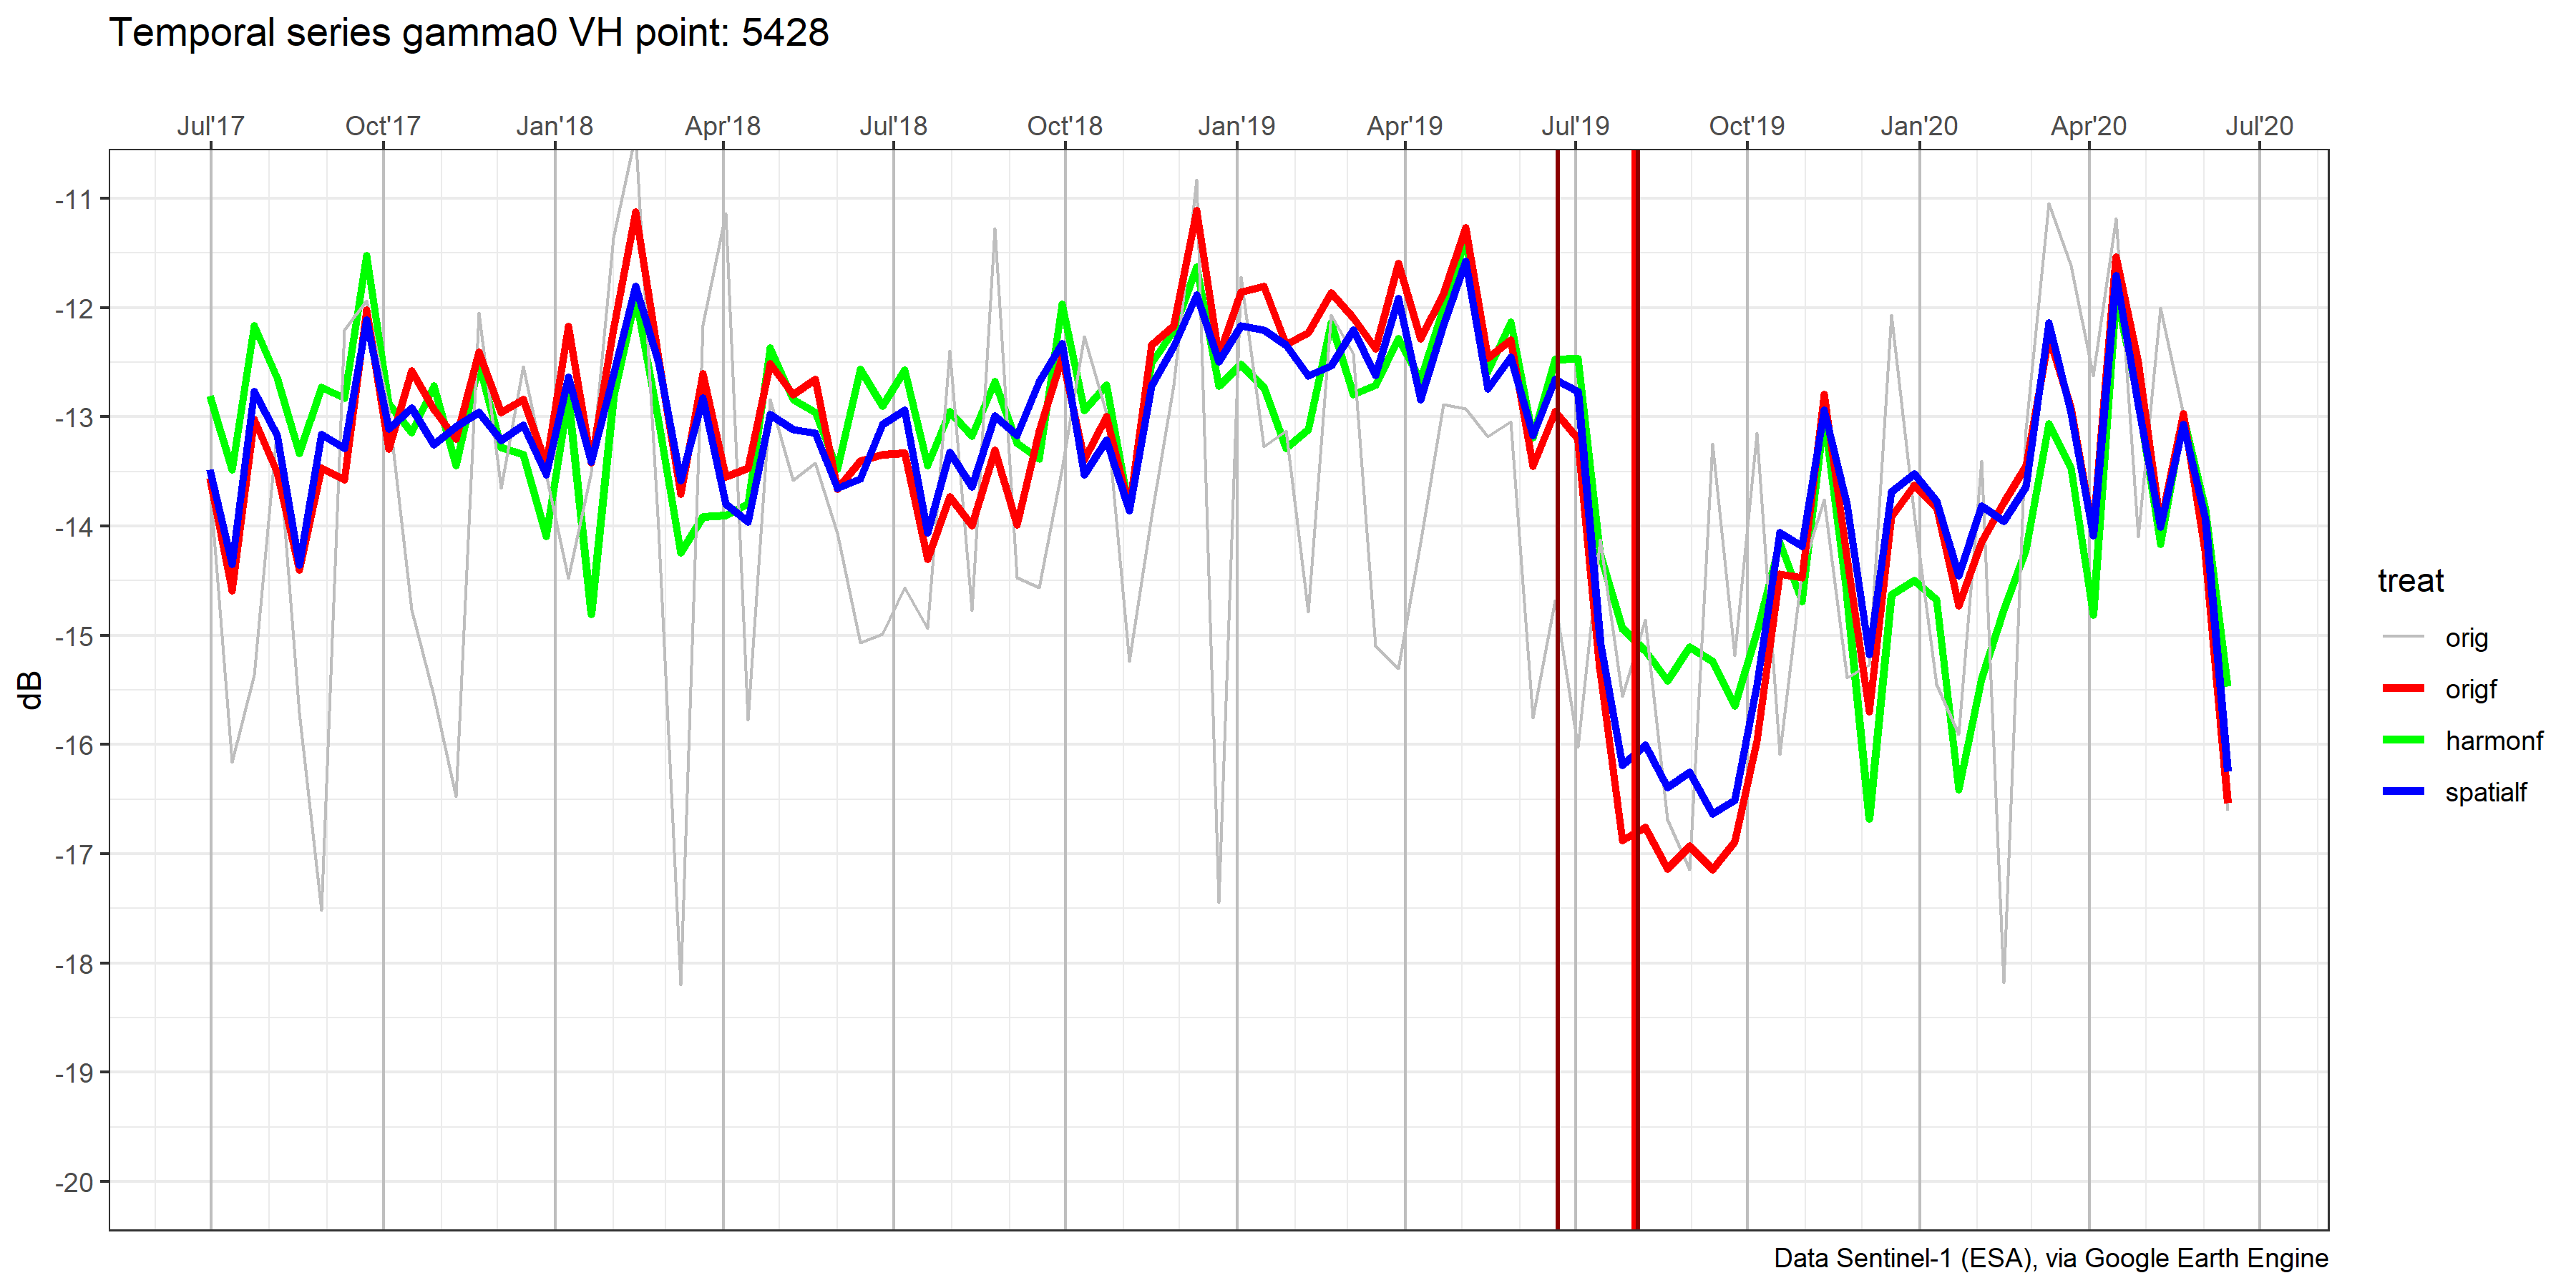 Temporal series gamma0 VH point: 5428
Jul'17 Oct'17 Jan'18 Apr'18 Jul'18 Oct'18 Jan'19 Apr'19 Jul'19 Oct'19 Jan'20 Apr'20 Jul'20
-11
-12
-13
-14
-15
-16
-17
-18
-19
-20
dB
treat
orig
origf
harmonf
spatialf
Data Sentinel-1 (ESA), via Google Earth Engine